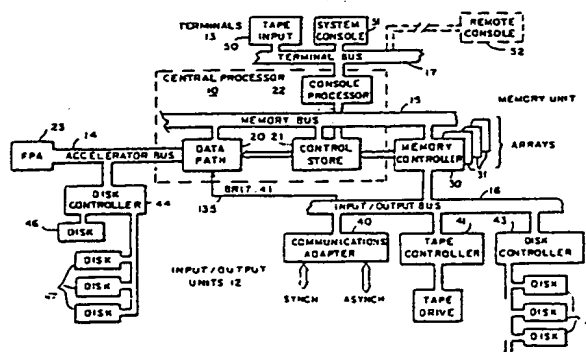 TERMINALS 13
50
TAPE INPUT
SYSTEM CONSOLE
51
REMOTE CONSOLE
52
TERMINAL BUS
17
CENTRAL PROCESSOR
10
22
CONSOLE PROCESSOR
MEMORY BUS
15
MEMORY UNIT
23
14
FPA
ACCELERATOR BUS
DATA PATH
20
21
CONTROL STORE
MEMORY CONTROLLER
30
31
ARRAYS
DISK CONTROLLER
44
BR17:41
135
16
INPUT/OUTPUT BUS
46
DISK
40
COMMUNICATIONS ADAPTER
41
TAPE CONTROLLER
43
DISK CONTROLLER
DISK
DISK
DISK
INPUT/OUTPUT UNITS 12
SYNCH
ASYNCH
TAPE DRIVE
DISK
DISK
DISK